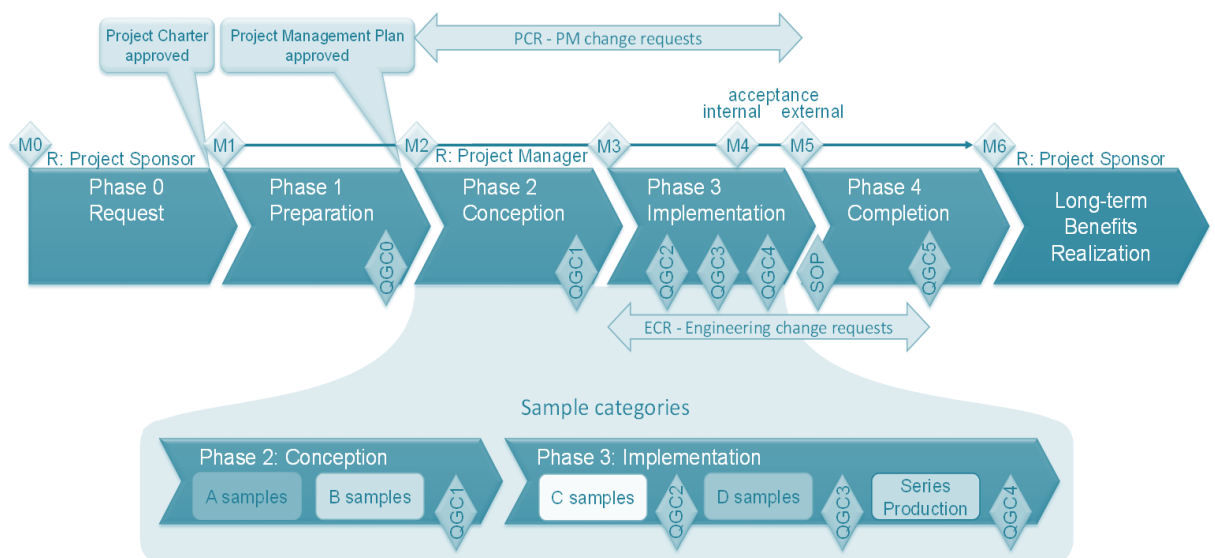 Project Charter
approved
Project Management Plan
approved
PCR - PM change requests
acceptance
internal
external
M0
M1
M2
M3
M4
M5
M6
R: Project Sponsor
R: Project Manager
R: Project Sponsor
Phase 0
Request
Phase 1
Preparation
Phase 2
Conception
Phase 3
Implementation
Phase 4
Completion
Long-term
Benefits
Realization
QGC0
QGC1
QGC2
QGC3
QGC4
SOP
QGC5
ECR - Engineering change requests
Sample categories
Phase 2: Conception
A samples
B samples
QGC1
Phase 3: Implementation
C samples
QGC2
D samples
QGC3
Series
Production
QGC4